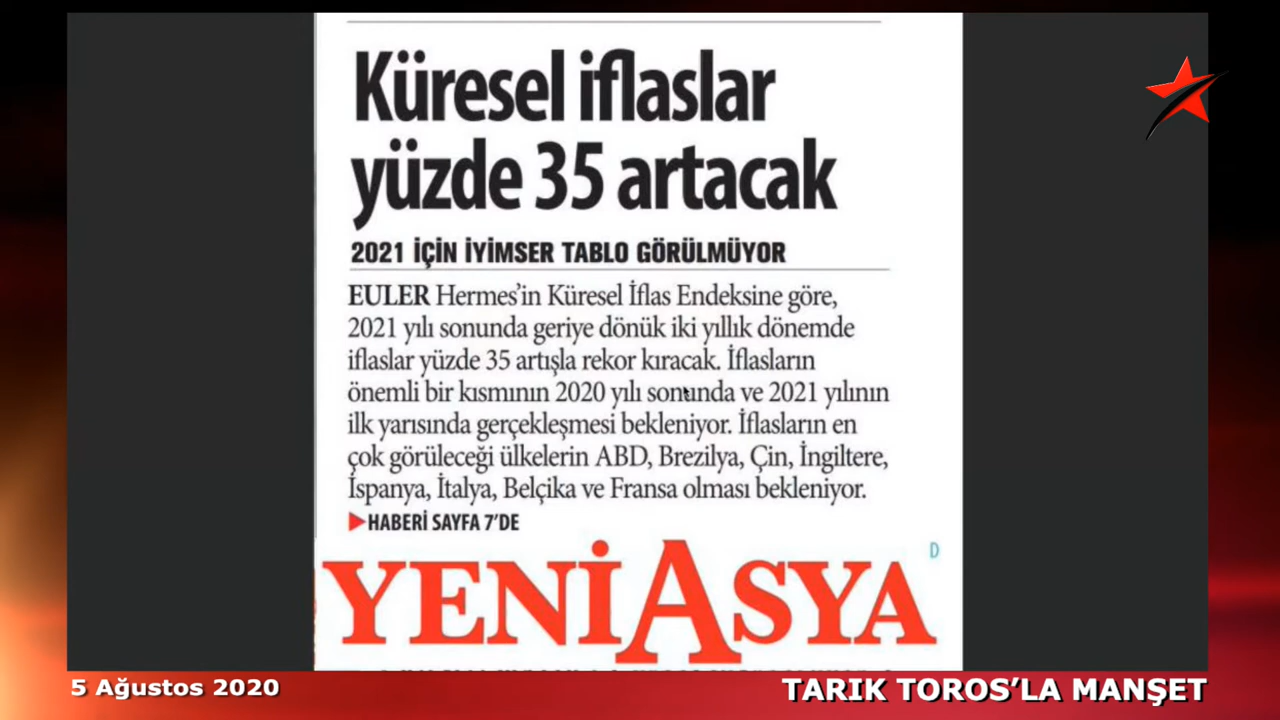 Küresel iflaslar
yüzde 35 artacak
2021 İÇİN İYİMSER TABLO GÖRÜLMÜYOR
EULER Hermes'in Küresel İflas Endeksine göre,
2021 yılı sonunda geriye dönük iki yıllık dönemde
iflaslar yüzde 35 artışla rekor kıracak. İflasların
önemli bir kısmının 2020 yılı sonunda ve 2021 yılının
ilk yarısında gerçekleşmesi bekleniyor. İflasların en
çok görüleceği ülkelerin ABD, Brezilya, Çin, İngiltere,
İspanya, İtalya, Belçika ve Fransa olması bekleniyor.
HABERİ SAYFA 7'DE
D
YENİASYA
5 Ağustos 2020
TARIK TOROS'LA MANŞET